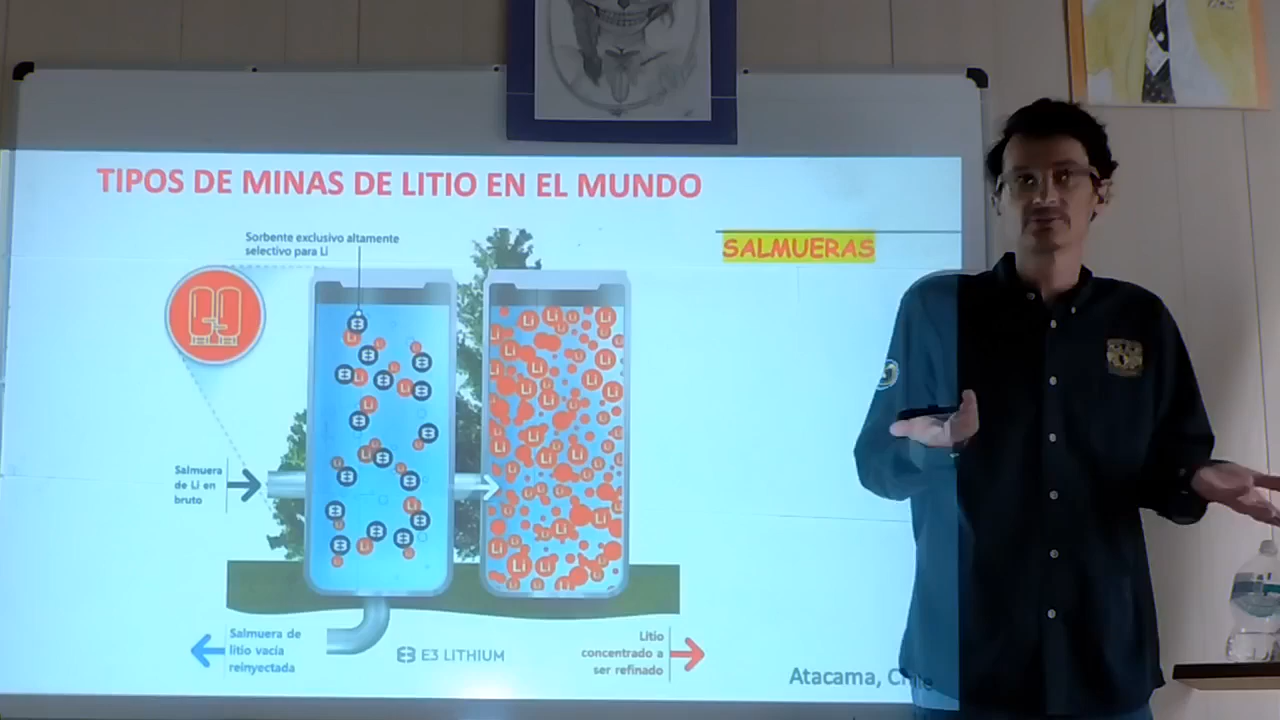 TIPOS DE MINAS DE LITIO EN EL MUNDO
Sorbente exclusivo altamente
selectivo para Li
SALMUERAS
Salmuera
de Li en
bruto
Salmuera de
litio vacía
reinyectada
E3 LITHIUM
Litio
concentrado a
ser refinado
Atacama, Chile